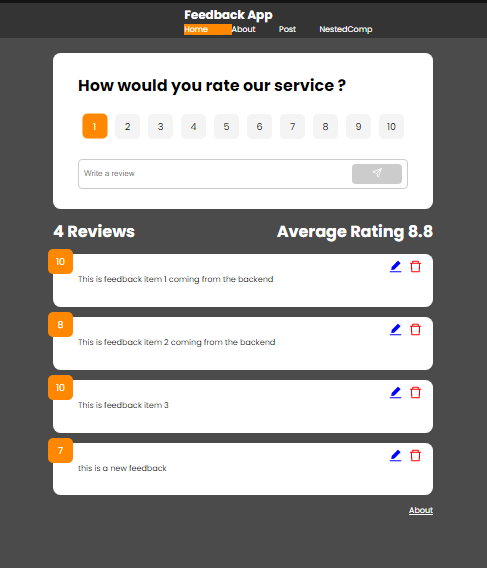 Feedback App
Home About Post NestedComp
How would you rate our service ?
1 2 3 4 5 6 7 8 9 10
Write a review
4 Reviews Average Rating 8.8
10
This is feedback item 1 coming from the backend
8
This is feedback item 2 coming from the backend
10
This is feedback item 3
7
this is a new feedback
About